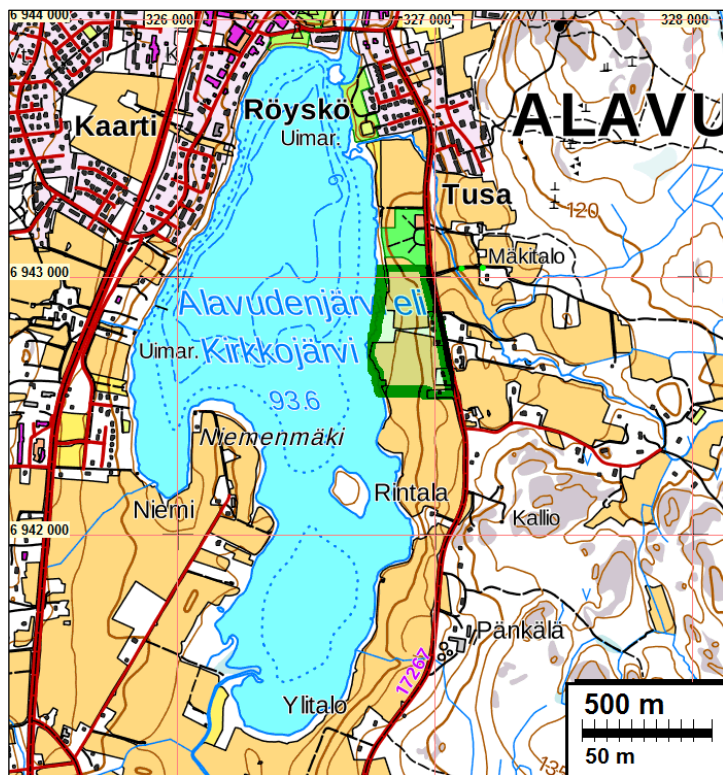 6 944 000
326 000
327 000
328 000
Röyskö
Uimar.
Kaarti
ALAVU
Tusa
120
Mäkitalo
6 943 000
Alavudenjärvi eli
Kirkkojärvi
Uimar.
93.6
Niemenmäki
Rintala
Niemi
Kallio
6 942 000
Pänkälä
17267
Ylitalo
500 m
50 m
135